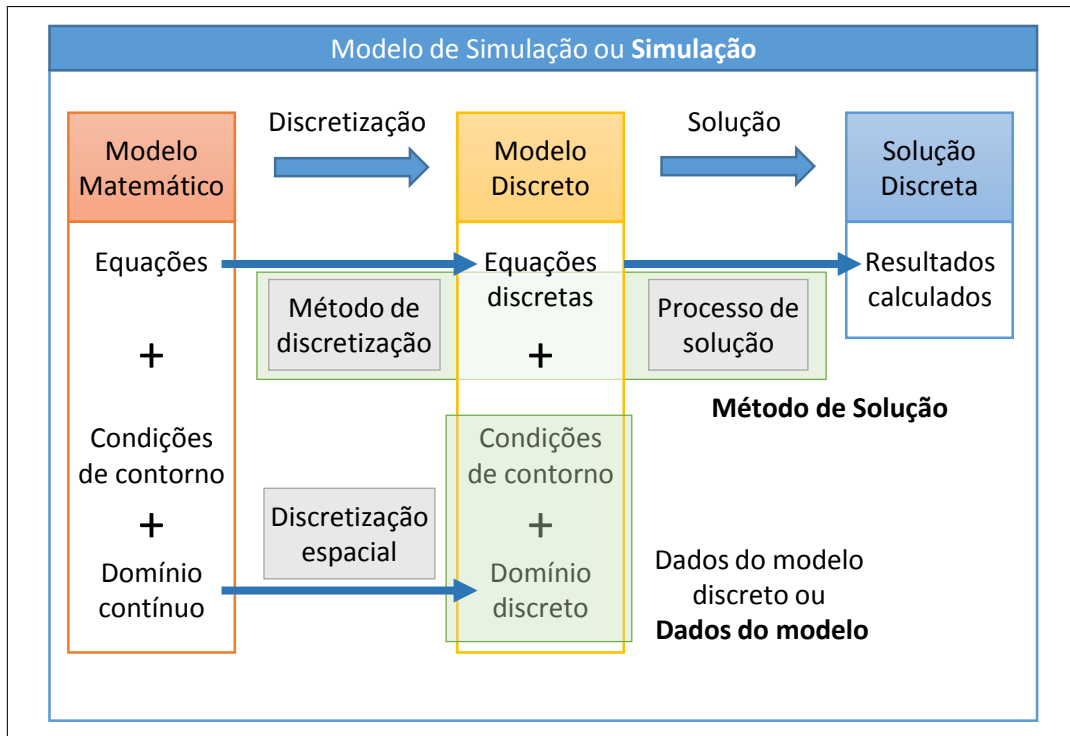 Modelo de Simulação ou Simulação
Modelo
Matemático
Discretização
Modelo
Discreto
Solução
Solução
Discreta
Equações
Equações
discretas
Resultados
calculados
Método de
discretização
Processo de
solução
+
+
Método de Solução
Condições
de contorno
Condições
de contorno
+
Discretização
espacial
+
Domínio
contínuo
Domínio
discreto
Dados do modelo
discreto ou
Dados do modelo